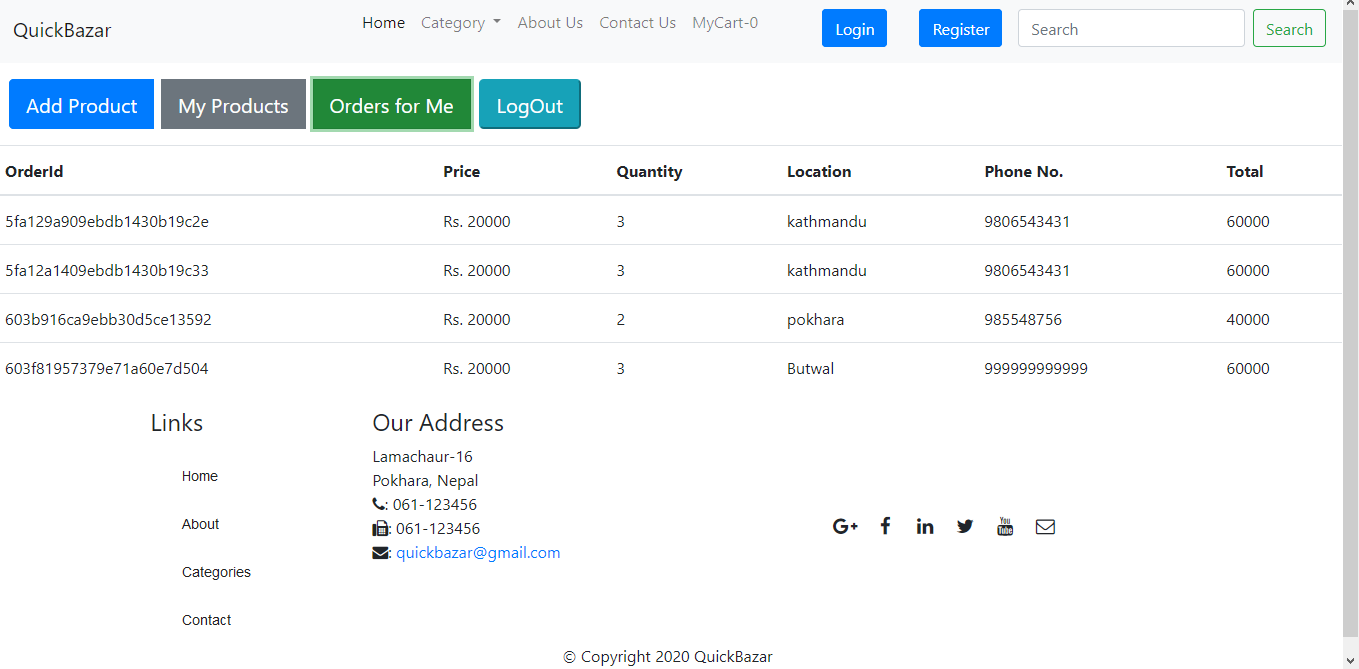 QuickBazar Home Category About Us Contact Us MyCart-0 Login Register Search Search
Add Product My Products Orders for Me LogOut
OrderId Price Quantity Location Phone No. Total
5fa129a909ebdb1430b19c2e Rs. 20000 3 kathmandu 9806543431 60000
5fa12a1409ebdb1430b19c33 Rs. 20000 3 kathmandu 9806543431 60000
603b916ca9ebb30d5ce13592 Rs. 20000 2 pokhara 985548756 40000
603f81957379e71a60e7d504 Rs. 20000 3 Butwal 999999999999 60000
Links
Home
About
Categories
Contact
Our Address
Lamachaur-16
Pokhara, Nepal
: 061-123456
: 061-123456
: quickbazar@gmail.com
G+ f in You Tube
© Copyright 2020 QuickBazar